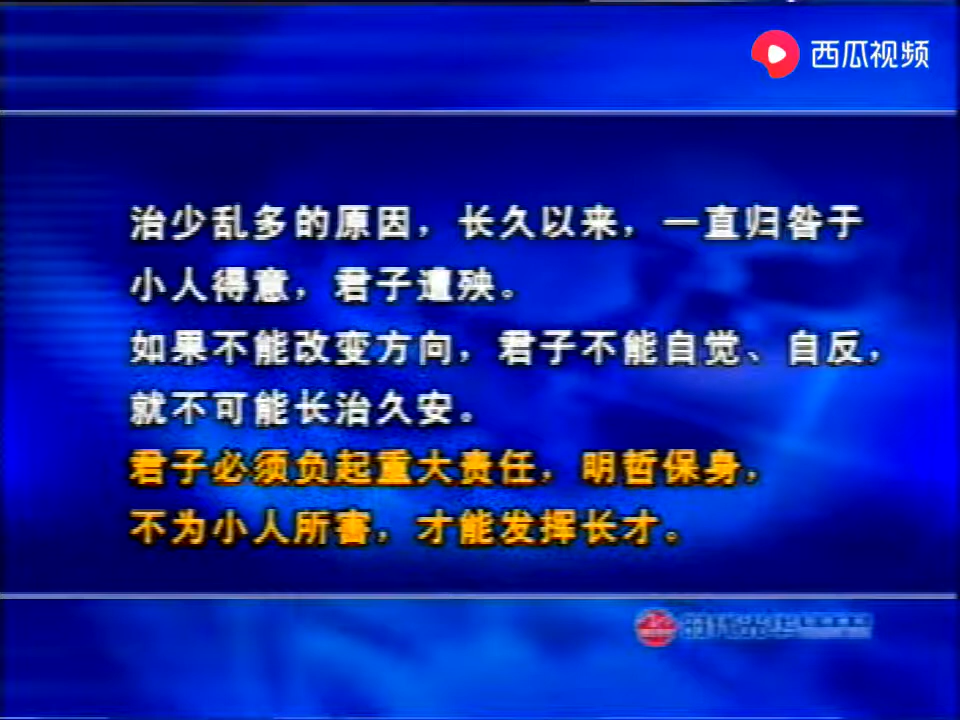 西瓜视频
治少乱多的原因，长久以来，一直归咎于
小人得意，君子遭殃。
如果不能改变方向，君子不能自觉、自反，
就不可能长治久安。
君子必须负起重大责任，明哲保身，
不为小人所害，才能发挥长才。